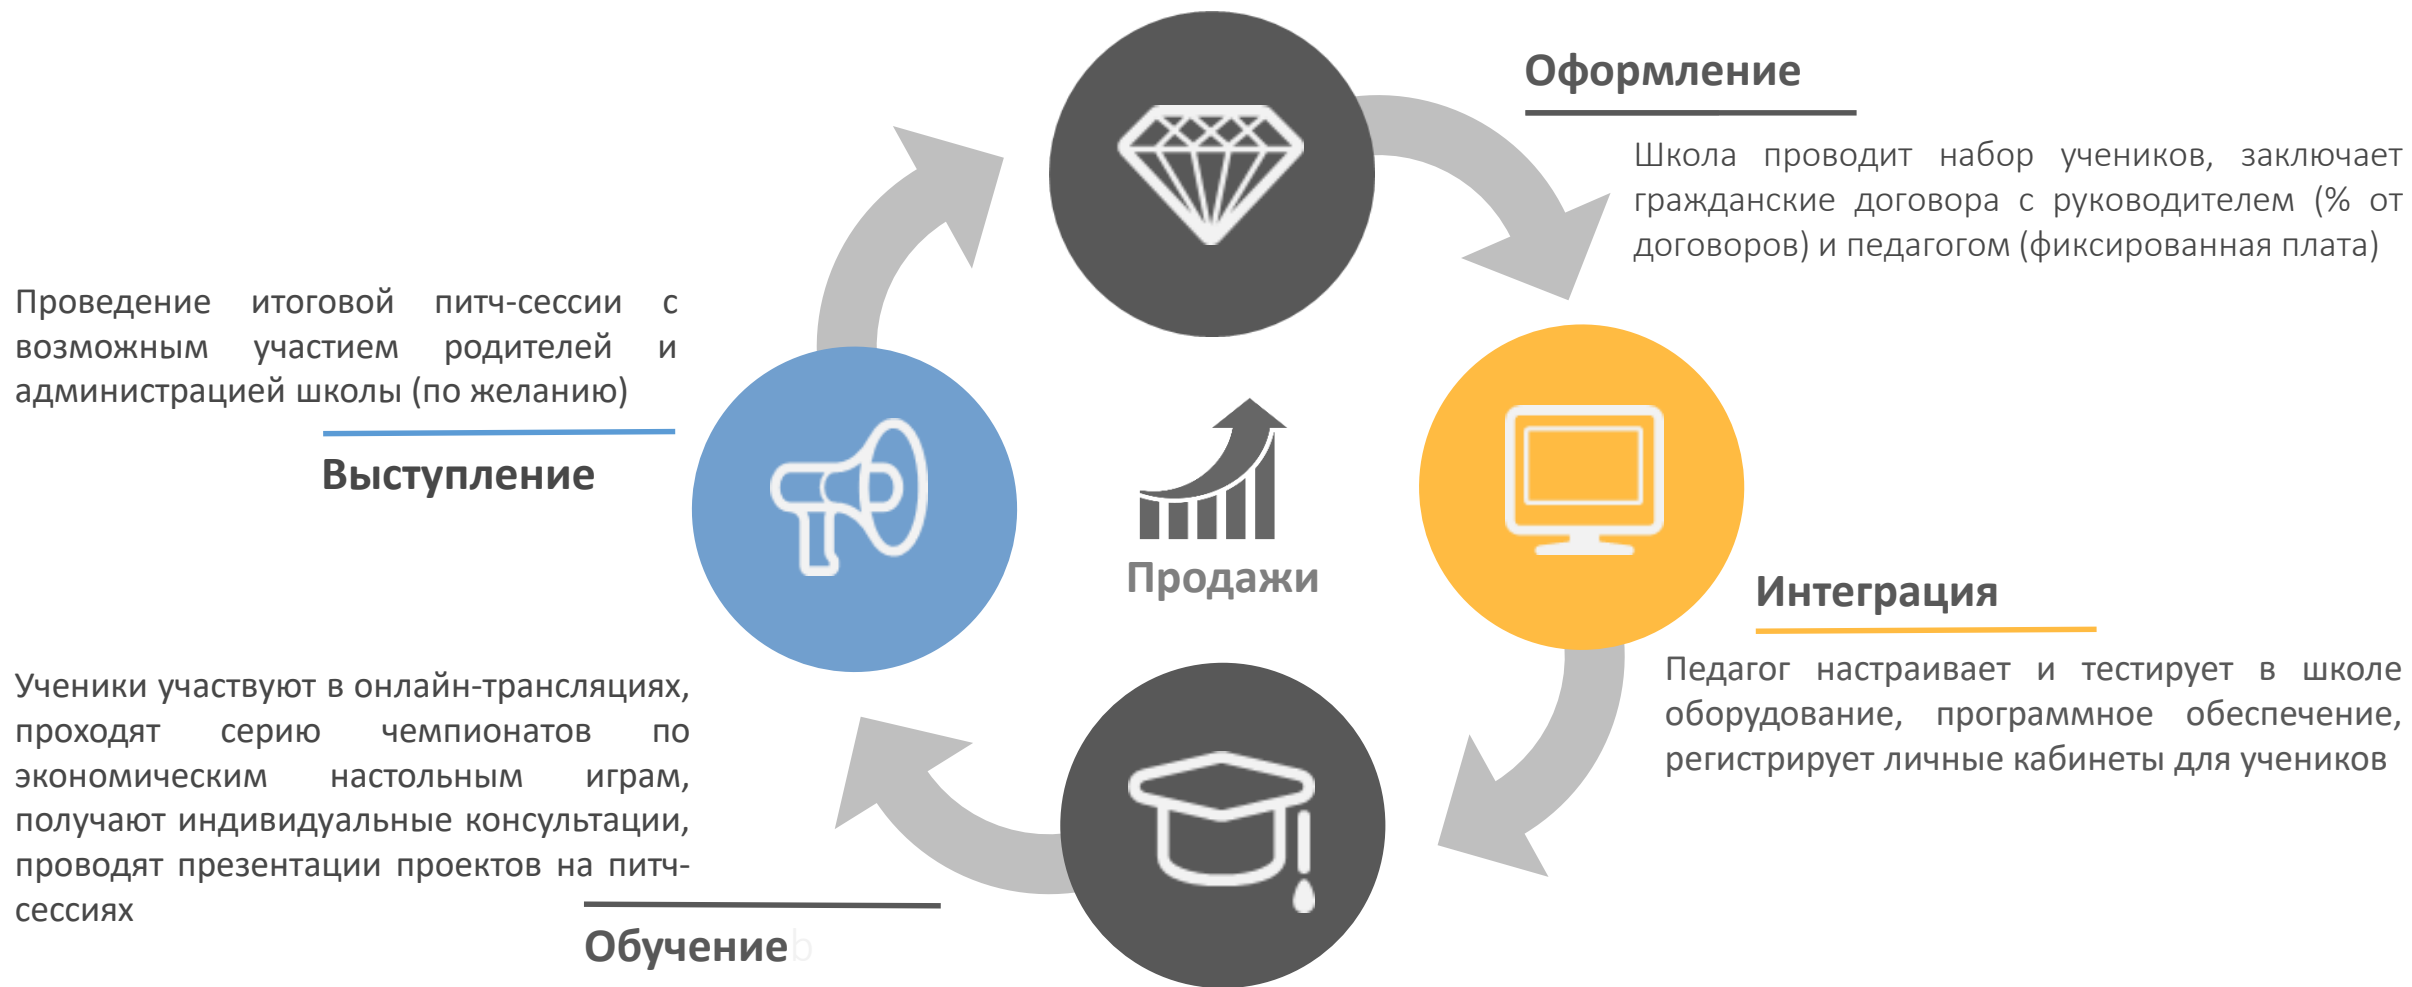 Оформление
Школа проводит набор учеников, заключает
гражданские договора с руководителем (% от
договоров) и педагогом (фиксированная плата)
Проведение итоговой питч-сессии с
возможным участием родителей и
администрацией школы (по желанию)
Выступление
Продажи
Интеграция
Педагог настраивает и тестирует в школе
оборудование, программное обеспечение,
регистрирует личные кабинеты для учеников
Ученики участвуют в онлайн-трансляциях,
проходят серию чемпионатов по
экономическим настольным играм,
получают индивидуальные консультации,
проводят презентации проектов на питч-
сессиях
Обучениеb